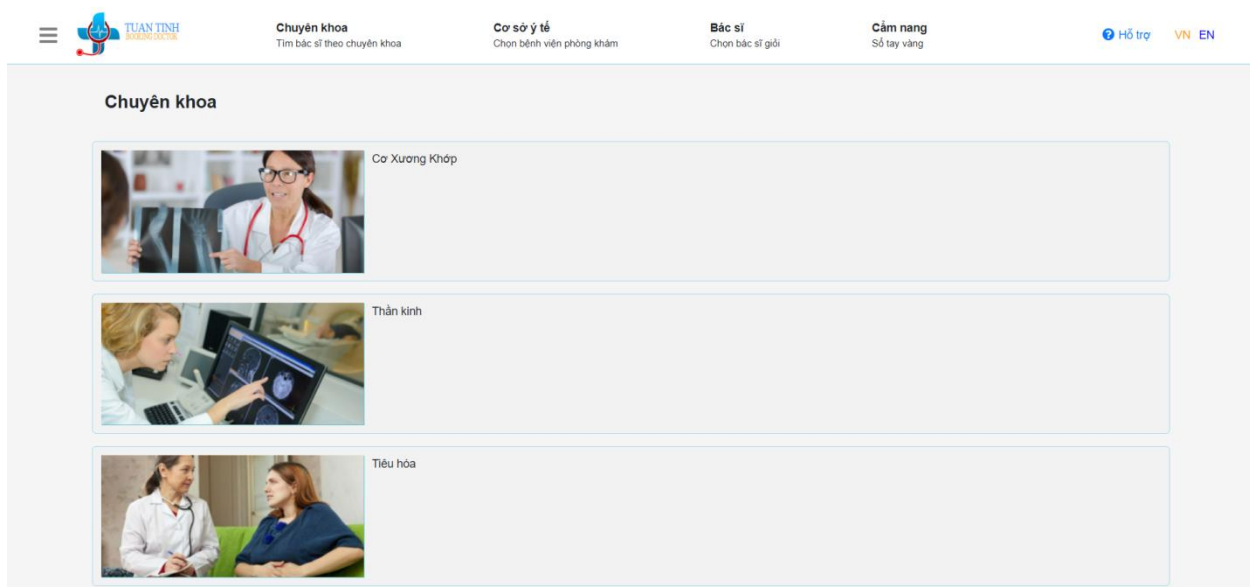 TUAN TINH
BOOKING DOCTOR
Chuyên khoa
Tìm bác sĩ theo chuyên khoa
Cơ sở y tế
Chọn bệnh viện phòng khám
Bác sĩ
Chọn bác sĩ giỏi
Cẩm nang
Sổ tay vàng
Hỗ trợ
VN EN
Chuyên khoa
Cơ Xương Khớp
Thần kinh
Tiêu hóa